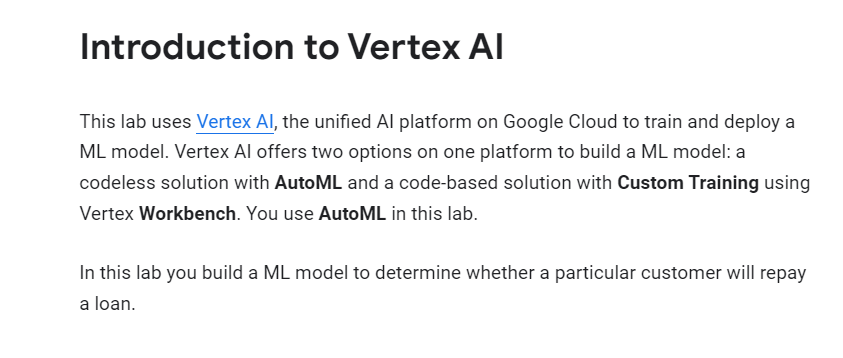 Introduction to Vertex AI
This lab uses Vertex AI, the unified AI platform on Google Cloud to train and deploy a
ML model. Vertex AI offers two options on one platform to build a ML model: a
codeless solution with AutoML and a code-based solution with Custom Training using
Vertex Workbench. You use AutoML in this lab.
In this lab you build a ML model to determine whether a particular customer will repay
a loan.